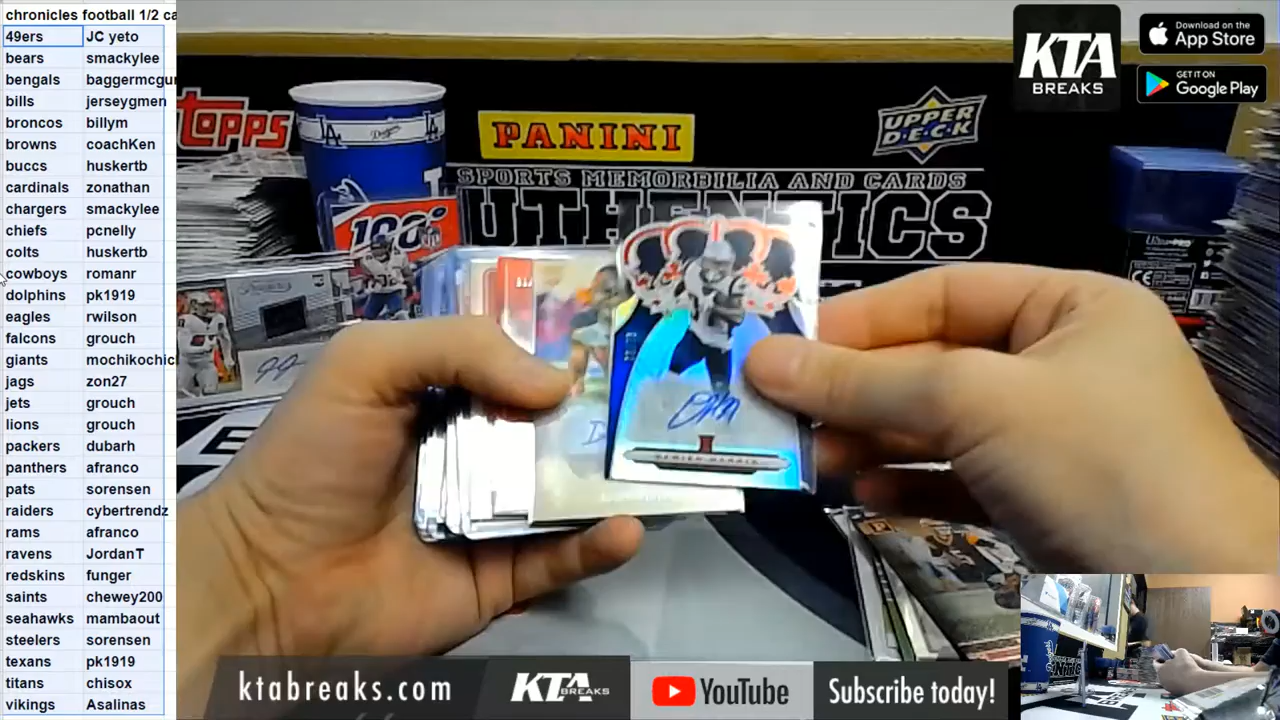 chronicles football 1/2 ca
49ers JC yeto
bears smackylee
bengals baggermcgur
bills jerseygmen
broncos billym
browns coachKen
buccs huskertb
cardinals zonathan
chargers smackylee
chiefs pcnelly
colts huskertb
cowboys romanr
dolphins pk1919
eagles rwilson
falcons grouch
giants mochikochick
jags zon27
jets grouch
lions grouch
packers dubarh
panthers afranco
pats sorensen
raiders cybertrendz
rams afranco
ravens JordanT
redskins funger
saints chewey200
seahawks mambaout
steelers sorensen
texans pk1919
titans chisox
vikings Asalinas
topps
PANINI
UPPER DECK
SPORTS MEMORBILIA AND CARDS
UTHENTICS
100
KTA
BREAKS
Download on the
App Store
GET IT ON
Google Play
ktabreaks.com
KTA
BREAKS
YouTube
Subscribe today!